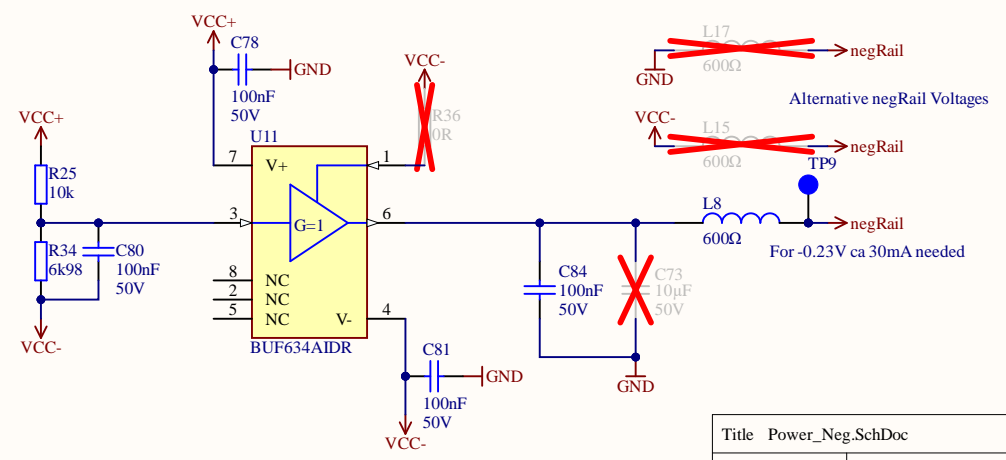 VCC+
C78
GND
100nF
50V
VCC-
R36
0R
L17
600Ω
GND
negRail
Alternative negRail Voltages
VCC-
L15
600Ω
negRail
TP9
VCC+
R25
10k
U11
7
V+
1
3
G=1
6
L8
600Ω
negRail
For -0.23V ca 30mA needed
R34
6k98
C80
100nF
50V
VCC-
8
NC
2
NC
5
NC
V-
4
BUF634AIDR
C84
100nF
50V
C73
10µF
50V
GND
C81
GND
100nF
50V
VCC-
Title Power_Neg.SchDoc